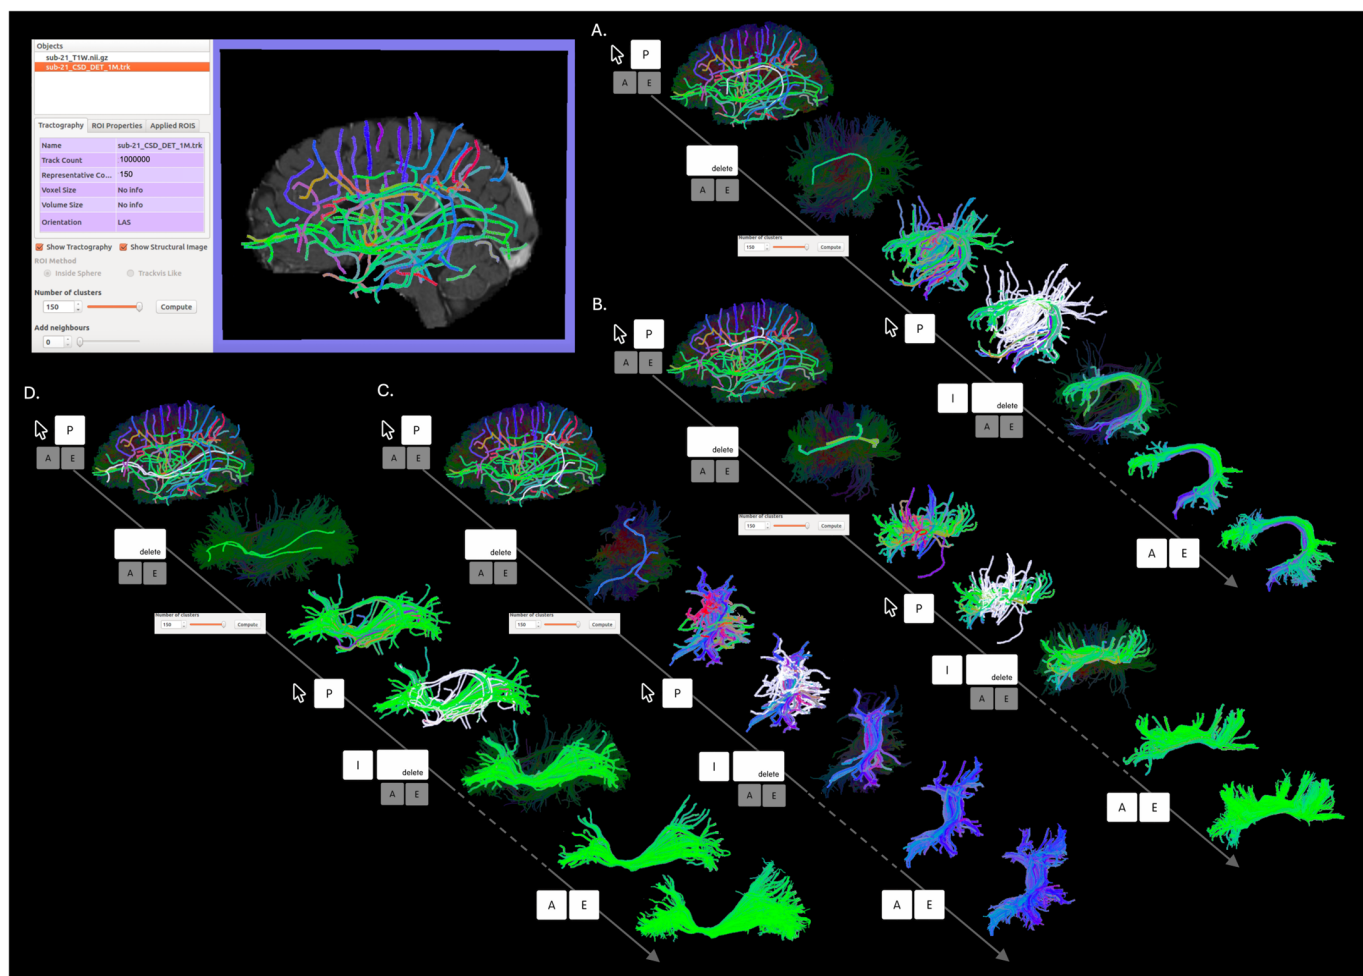 Objects
sub-21_T1W.nii.gz
sub-21_CSD_DET_1M.trk
Tractography ROI Properties Applied ROIS
Name sub-21_CSD_DET_1M.trk
Track Count 1000000
Representative Co... 150
Voxel Size No info
Volume Size No info
Orientation LAS
Show Tractography Show Structural Image
ROI Method
Inside Sphere Trackvis Like
Number of clusters
150 Compute
Add neighbours
0
A.
P
A E
delete
A E
Number of clusters
150 Compute
P
I delete
A E
A E
B.
P
A E
delete
A E
Number of clusters
150 Compute
P
I delete
A E
A E
C.
P
A E
delete
A E
Number of clusters
150 Compute
P
I delete
A E
A E
D.
P
A E
delete
A E
Number of clusters
150 Compute
P
I delete
A E
A E